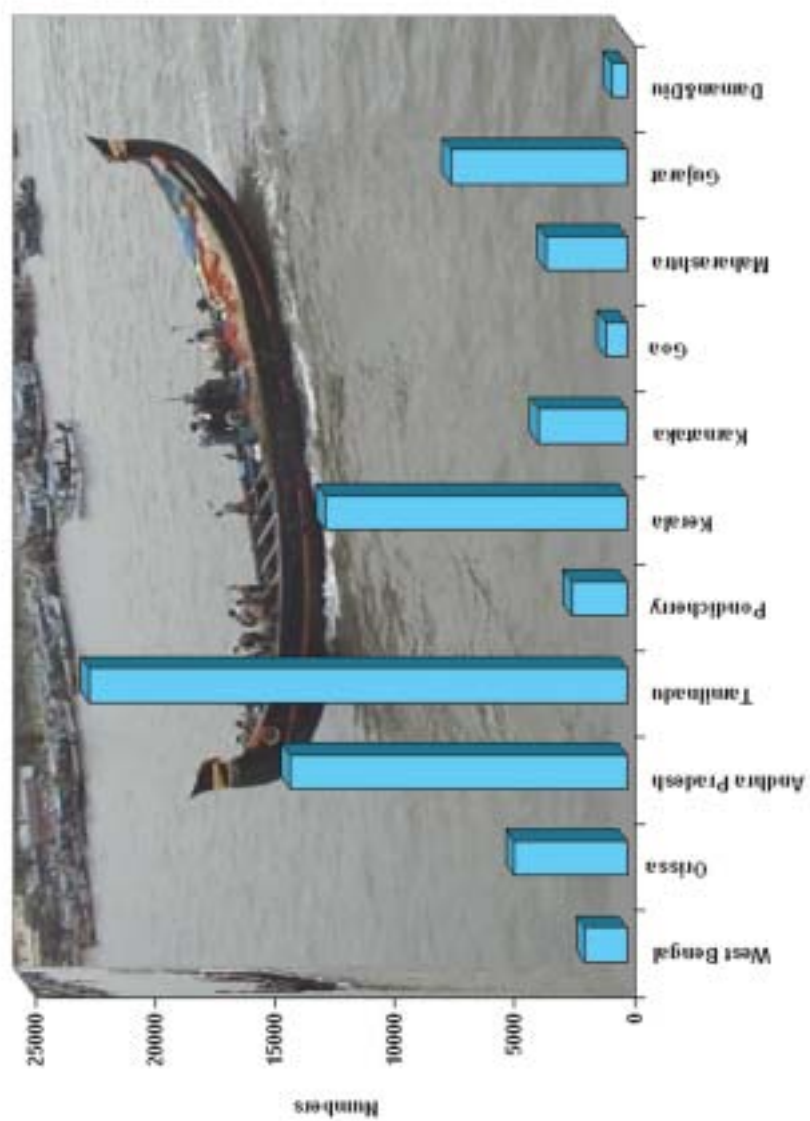 Numbers
25000
20000
15000
10000
5000
0
West Bengal
Orissa
Andhra Pradesh
Tamilnadu
Pondicherry
Kerala
Karnataka
Goa
Maharashtra
Gujarat
Daman&Diu